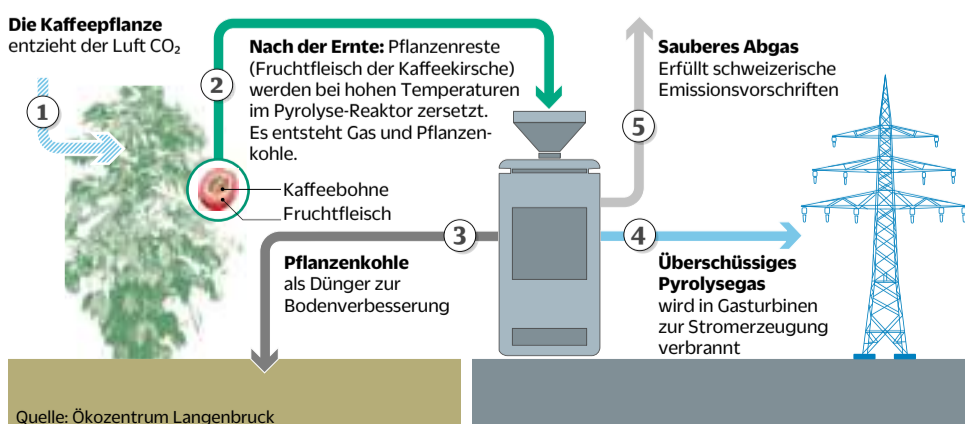 Die Kaffeepflanze
entzieht der Luft CO₂
1
2
Nach der Ernte: Pflanzenreste
(Fruchtfleisch der Kaffeekirsche)
werden bei hohen Temperaturen
im Pyrolyse-Reaktor zersetzt.
Es entsteht Gas und Pflanzen-
kohle.
Kaffeebohne
Fruchtfleisch
3
Pflanzenkohle
als Dünger zur
Bodenverbesserung
4
Überschüssiges
Pyrolysegas
wird in Gasturbinen
zur Stromerzeugung
verbrannt
5
Sauberes Abgas
Erfüllt schweizerische
Emissionsvorschriften
Quelle: Ökozentrum Langenbruck